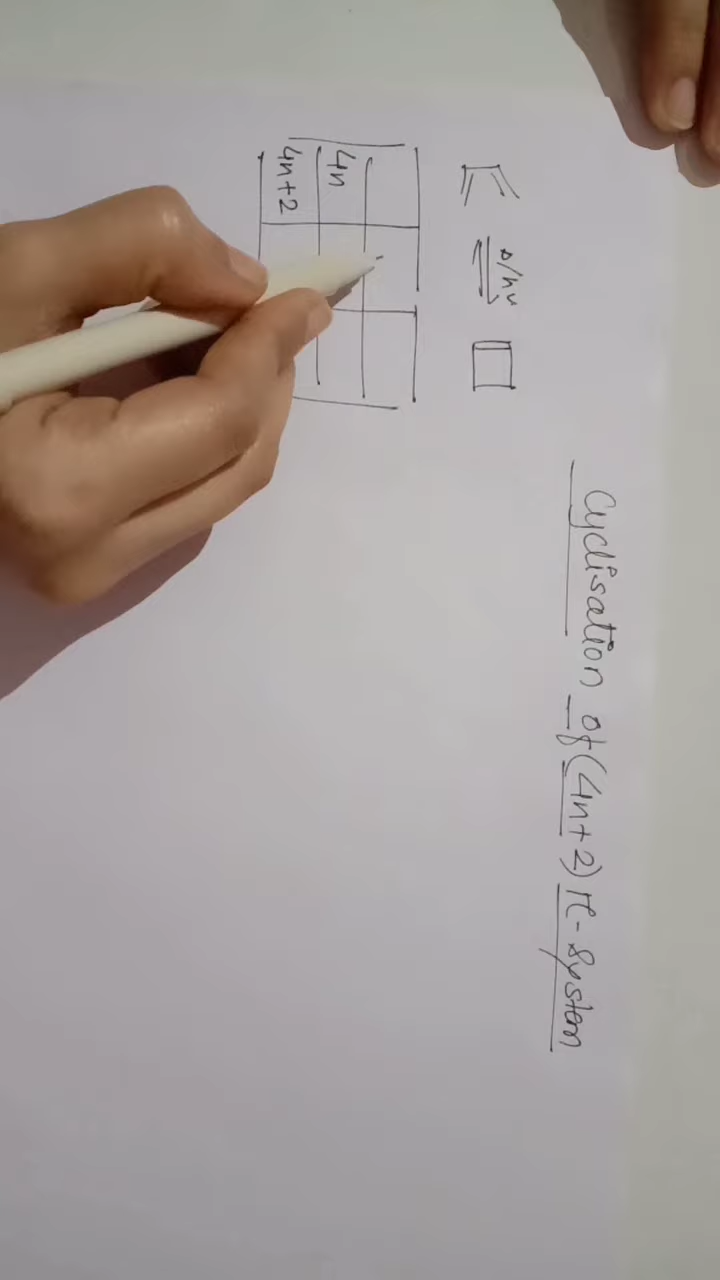 Cyclisation of (4n+2) π-System
Δ/hν
4n
4n+2